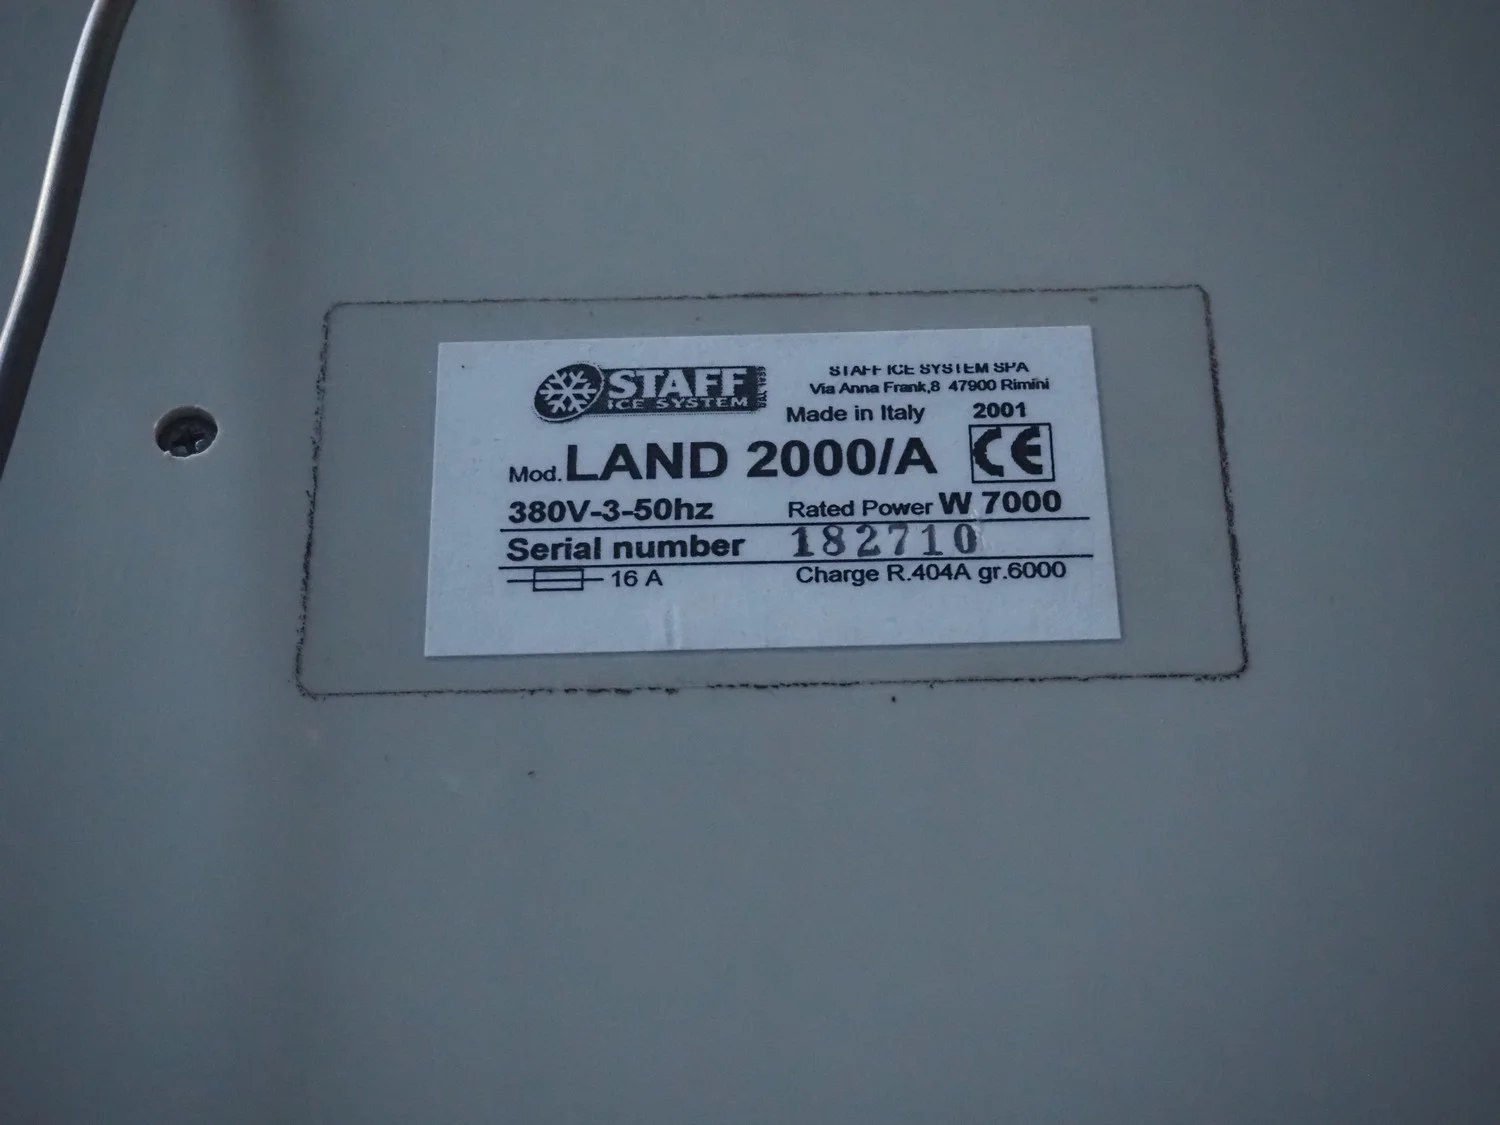 STAFF
ICE SYSTEM
STAFF ICE SYSTEM SPA
Via Anna Frank,8 47900 Rimini
Made in Italy 2001
Mod. LAND 2000/A CE
380V-3-50hz Rated Power W 7000
Serial number 182710
16 A Charge R.404A gr.6000